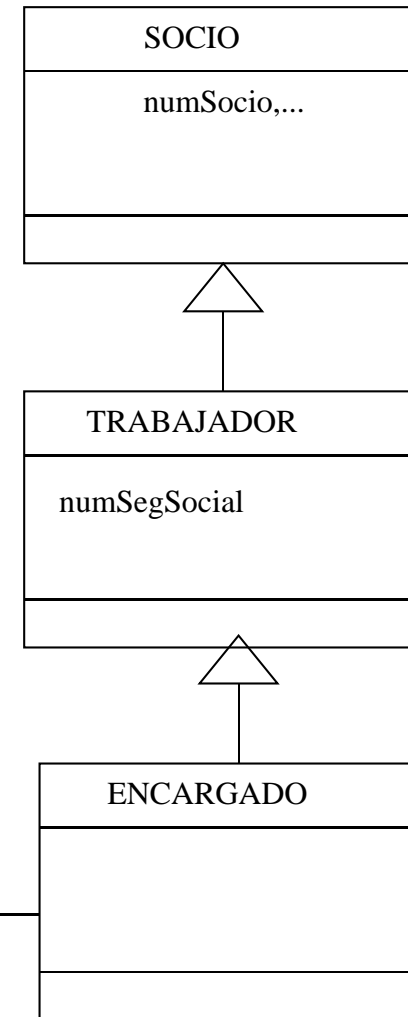 SOCIO
numSocio,...
TRABAJADOR
numSegSocial
ENCARGADO